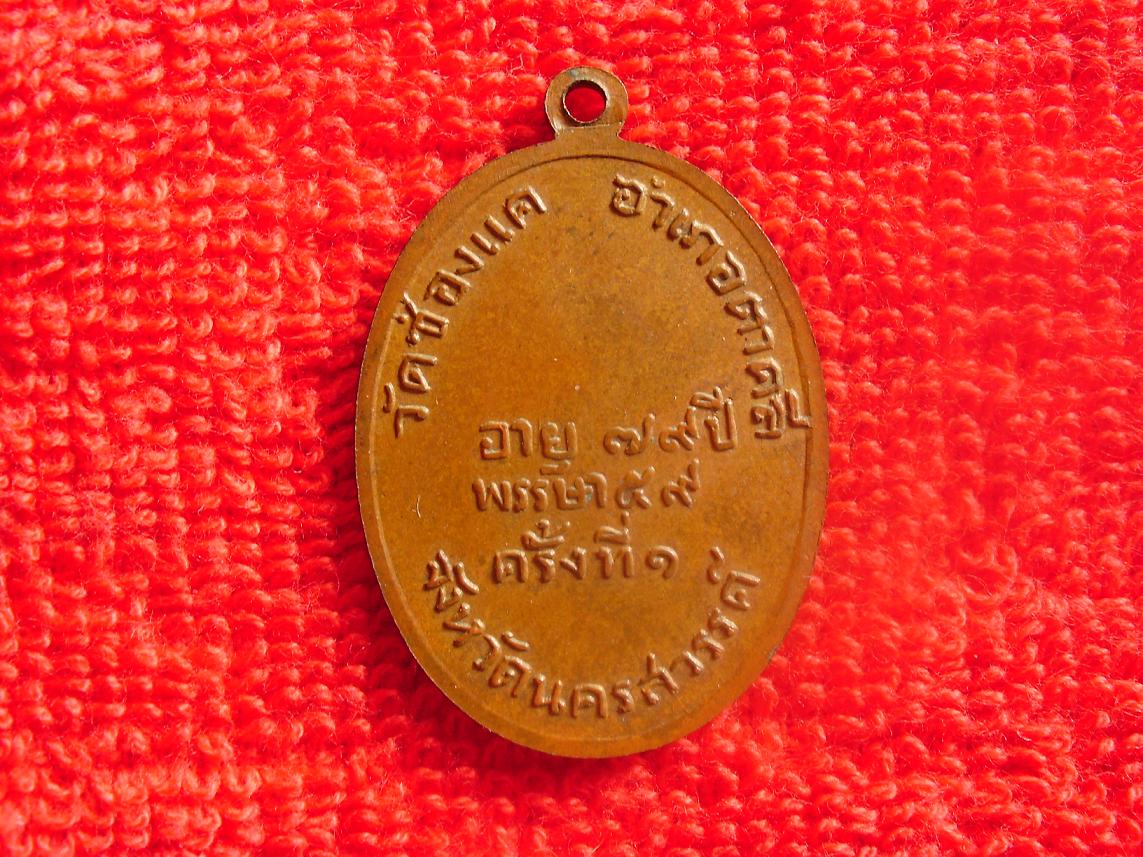 วัดช่องแค อำเภอตาคลี
อายุ ๗๙ ปี
พรรษา ๕๙
ครั้งที่ ๑
จังหวัดนครสวรรค์